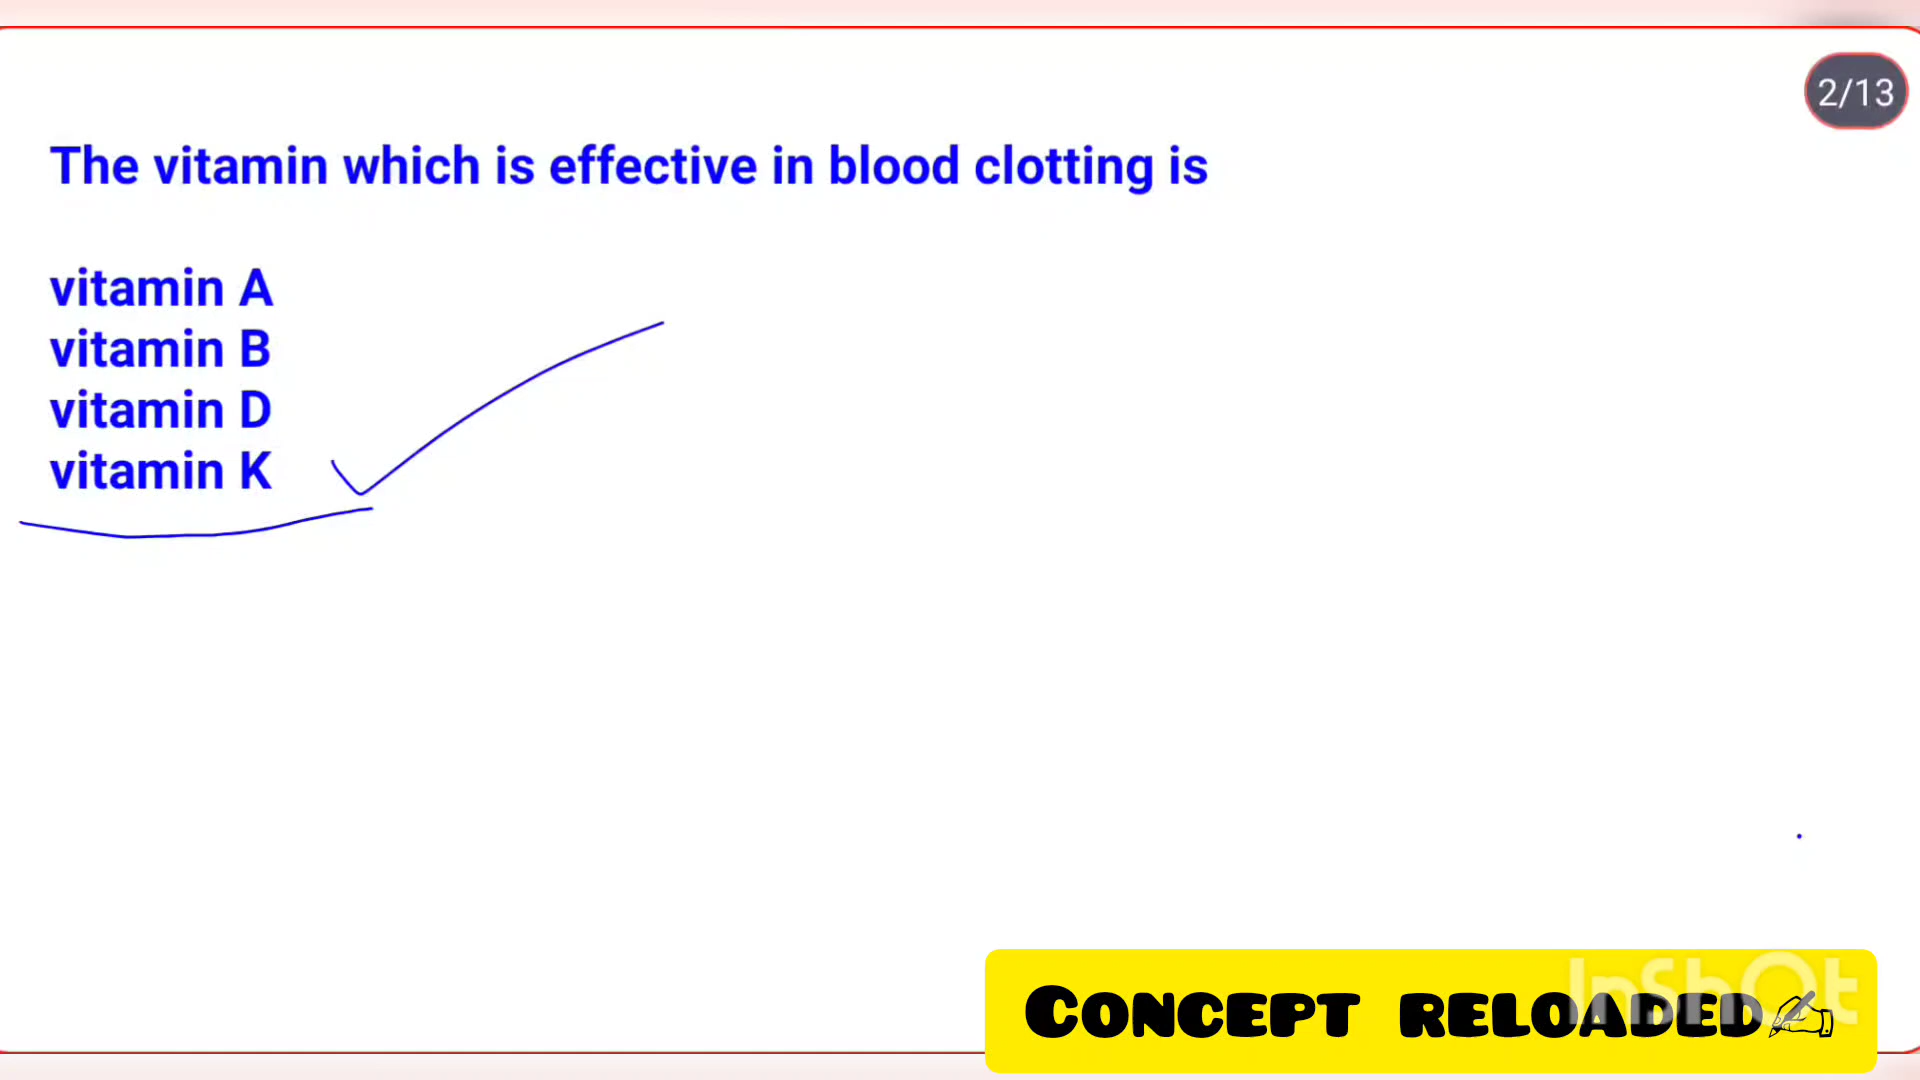 2/13
The vitamin which is effective in blood clotting is
vitamin A
vitamin B
vitamin D
vitamin K
InShOt
CONCEPT RELOADED✍